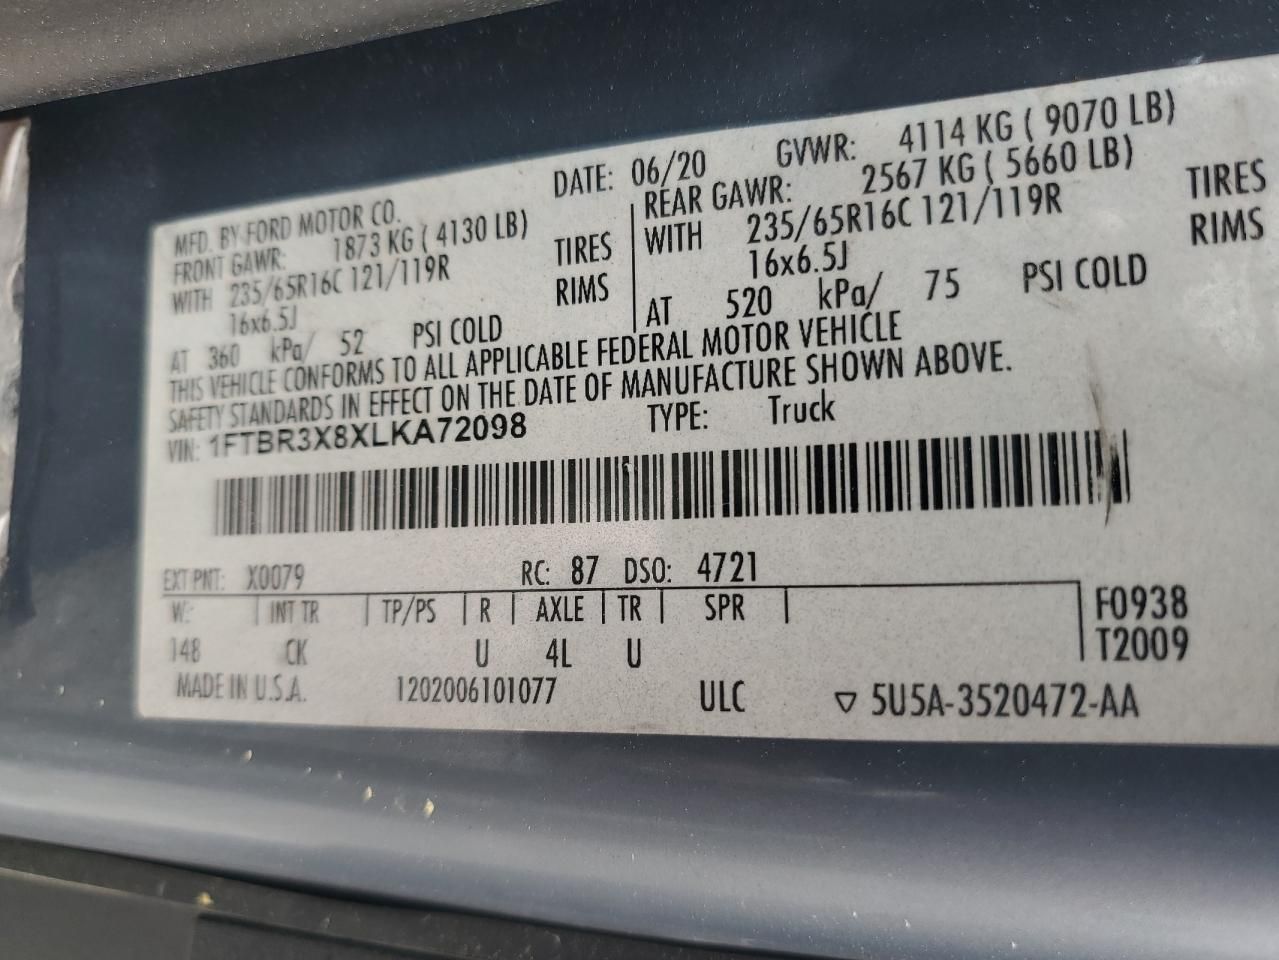 MFD. BY FORD MOTOR CO. DATE: 06/20 GVWR: 4114 KG ( 9070 LB)
FRONT GAWR: 1873 KG ( 4130 LB) REAR GAWR: 2567 KG ( 5660 LB)
WITH 235/65R16C 121/119R TIRES WITH 235/65R16C 121/119R TIRES
16x6.5J RIMS 16x6.5J RIMS
AT 360 kPa/ 52 PSI COLD AT 520 kPa/ 75 PSI COLD
THIS VEHICLE CONFORMS TO ALL APPLICABLE FEDERAL MOTOR VEHICLE
SAFETY STANDARDS IN EFFECT ON THE DATE OF MANUFACTURE SHOWN ABOVE.
VIN: 1FTBR3X8XLKA72098 TYPE: Truck
EXT PNT: X0079 RC: 87 DSO: 4721
W: INT TR TP/PS R AXLE TR SPR F0938
148 CK U 4L U T2009
MADE IN U.S.A. 1202006101077 ULC ▽ 5U5A-3520472-AA